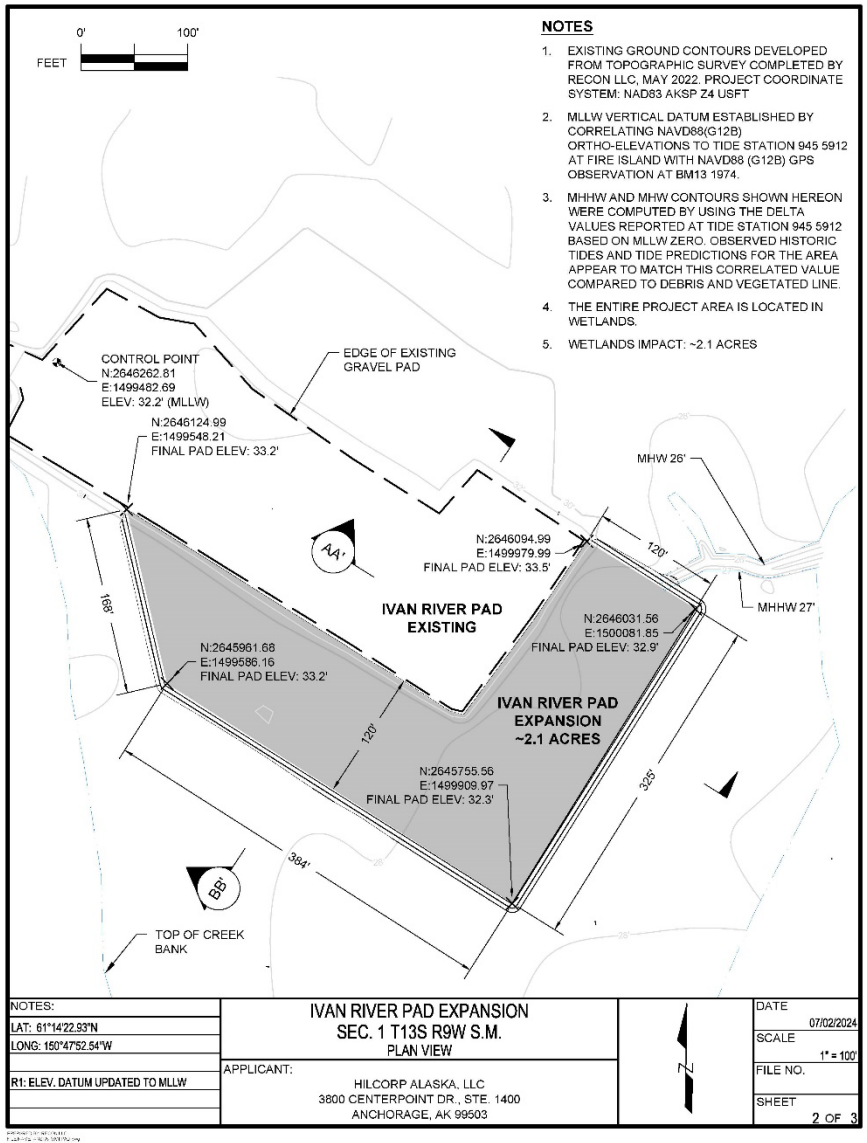 0' 100'
FEET
NOTES
1. EXISTING GROUND CONTOURS DEVELOPED
FROM TOPOGRAPHIC SURVEY COMPLETED BY
RECON LLC, MAY 2022. PROJECT COORDINATE
SYSTEM: NAD83 AKSP Z4 USFT
2. MLLW VERTICAL DATUM ESTABLISHED BY
CORRELATING NAVD88(G12B)
ORTHO-ELEVATIONS TO TIDE STATION 945 5912
AT FIRE ISLAND WITH NAVD88 (G12B) GPS
OBSERVATION AT BM13 1974.
3. MHHW AND MHW CONTOURS SHOWN HEREON
WERE COMPUTED BY USING THE DELTA
VALUES REPORTED AT TIDE STATION 945 5912
BASED ON MLLW ZERO. OBSERVED HISTORIC
TIDES AND TIDE PREDICTIONS FOR THE AREA
APPEAR TO MATCH THIS CORRELATED VALUE
COMPARED TO DEBRIS AND VEGETATED LINE.
4. THE ENTIRE PROJECT AREA IS LOCATED IN
WETLANDS.
5. WETLANDS IMPACT: ~2.1 ACRES
CONTROL POINT
N:2646262.81
E:1499482.69
ELEV: 32.2' (MLLW)
EDGE OF EXISTING
GRAVEL PAD
N:2646124.99
E:1499548.21
FINAL PAD ELEV: 33.2'
MHW 26'
AA'
N:2646094.99
E:1499979.99
FINAL PAD ELEV: 33.5'
120'
MHHW 27'
168'
IVAN RIVER PAD
EXISTING
N:2646031.56
E:1500081.85
FINAL PAD ELEV: 32.9'
N:2645961.68
E:1499586.16
FINAL PAD ELEV: 33.2'
IVAN RIVER PAD
EXPANSION
~2.1 ACRES
120'
N:2645755.56
E:1499909.97
FINAL PAD ELEV: 32.3'
325'
384'
BB'
TOP OF CREEK
BANK
NOTES:
LAT: 61°14'22.93"N
LONG: 150°47'52.54"W
R1: ELEV. DATUM UPDATED TO MLLW
IVAN RIVER PAD EXPANSION
SEC. 1 T13S R9W S.M.
PLAN VIEW
APPLICANT:
HILCORP ALASKA, LLC
3800 CENTERPOINT DR., STE. 1400
ANCHORAGE, AK 99503
N
DATE
07/02/2024
SCALE
1" = 100'
FILE NO.
SHEET
2 OF 3